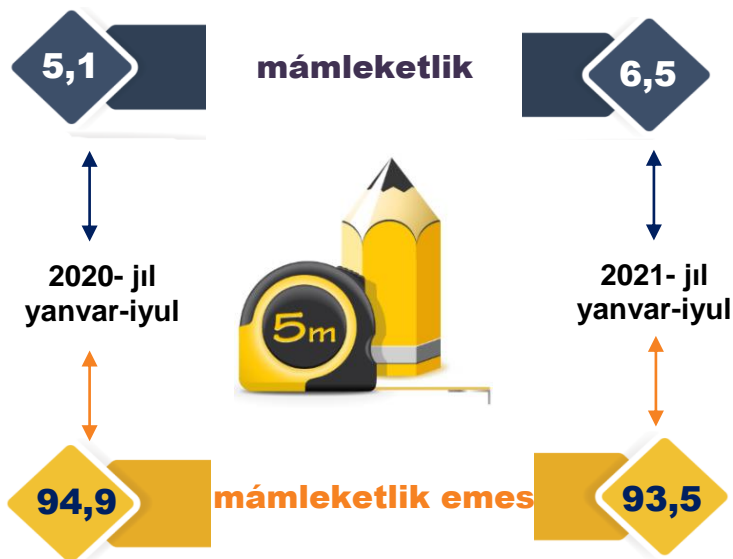 5,1
mámleketlik
6,5
2020- jıl
yanvar-iyul
2021- jıl
yanvar-iyul
5m
94,9
mámleketlik emes
93,5